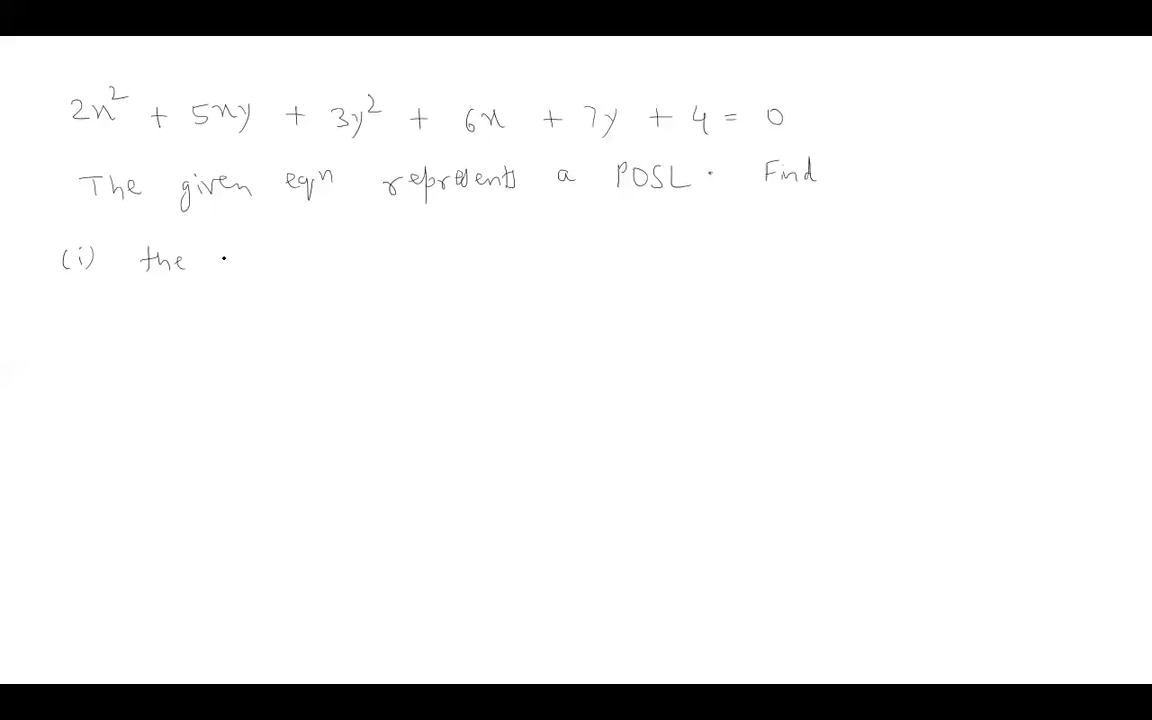 2x² + 5xy + 3y² + 6x + 7y + 4 = 0
The given eqⁿ represents a POSL. Find
(i) the